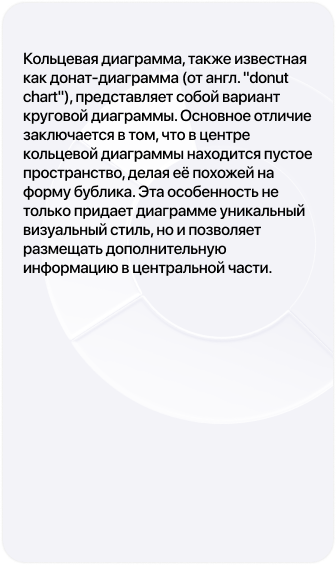 Кольцевая диаграмма, также известная
как донат-диаграмма (от англ. "donut
chart"), представляет собой вариант
круговой диаграммы. Основное отличие
заключается в том, что в центре
кольцевой диаграммы находится пустое
пространство, делая её похожей на
форму бублика. Эта особенность не
только придает диаграмме уникальный
визуальный стиль, но и позволяет
размещать дополнительную
информацию в центральной части.